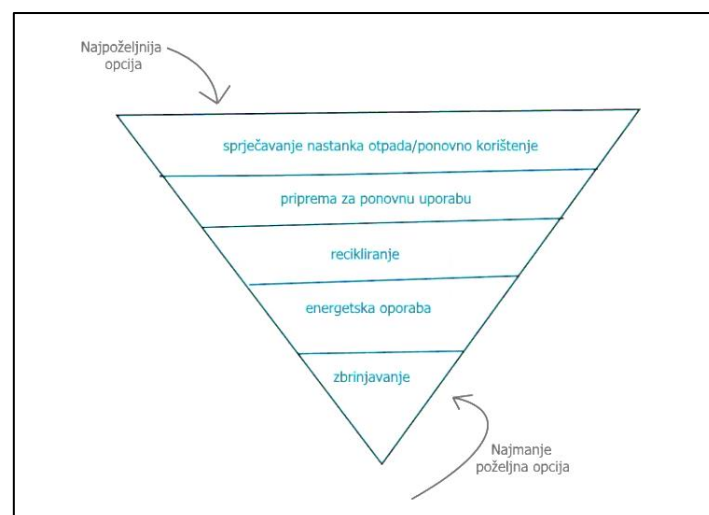 Najpoželjnija
opcija
sprječavanje nastanka otpada/ponovno korištenje
priprema za ponovnu uporabu
recikliranje
energetska oporaba
zbrinjavanje
Najmanje
poželjna opcija